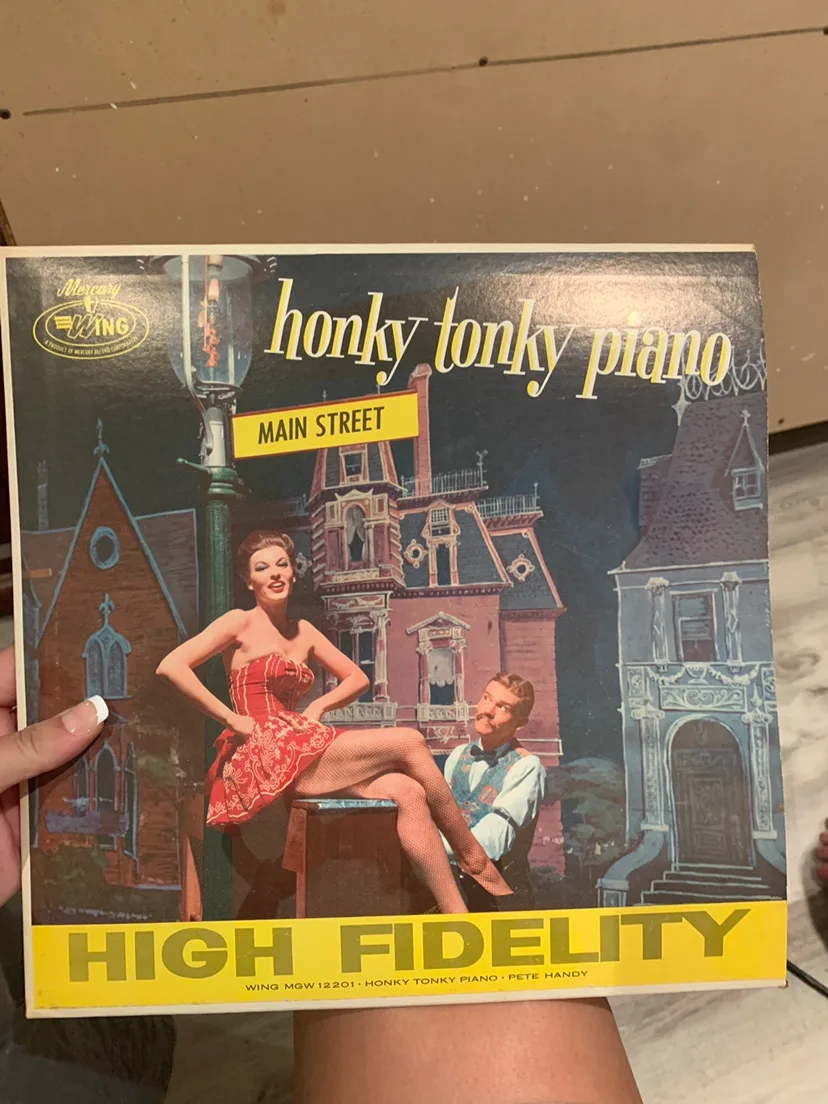 Mercury
WING
A PRODUCT OF MERCURY RECORD CORPORATION
honky tonky piano
MAIN STREET
HIGH FIDELITY
WING MGW 12201 • HONKY TONKY PIANO • PETE HANDY